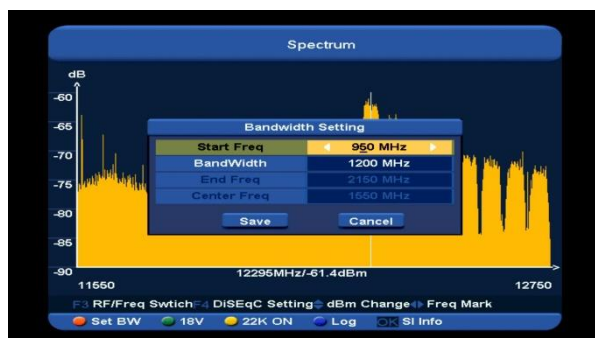 Spectrum
dB
-60
-65
-70
-75
-80
-85
-90
Bandwidth Setting
Start Freq 950 MHz
BandWidth 1200 MHz
End Freq 2150 MHz
Center Freq 1550 MHz
Save Cancel
12295MHz/-61.4dBm
11550 12750
F3 RF/Freq Swtich F4 DiSEqC Setting dBm Change Freq Mark
Set BW 18V 22K ON Log OK SI Info